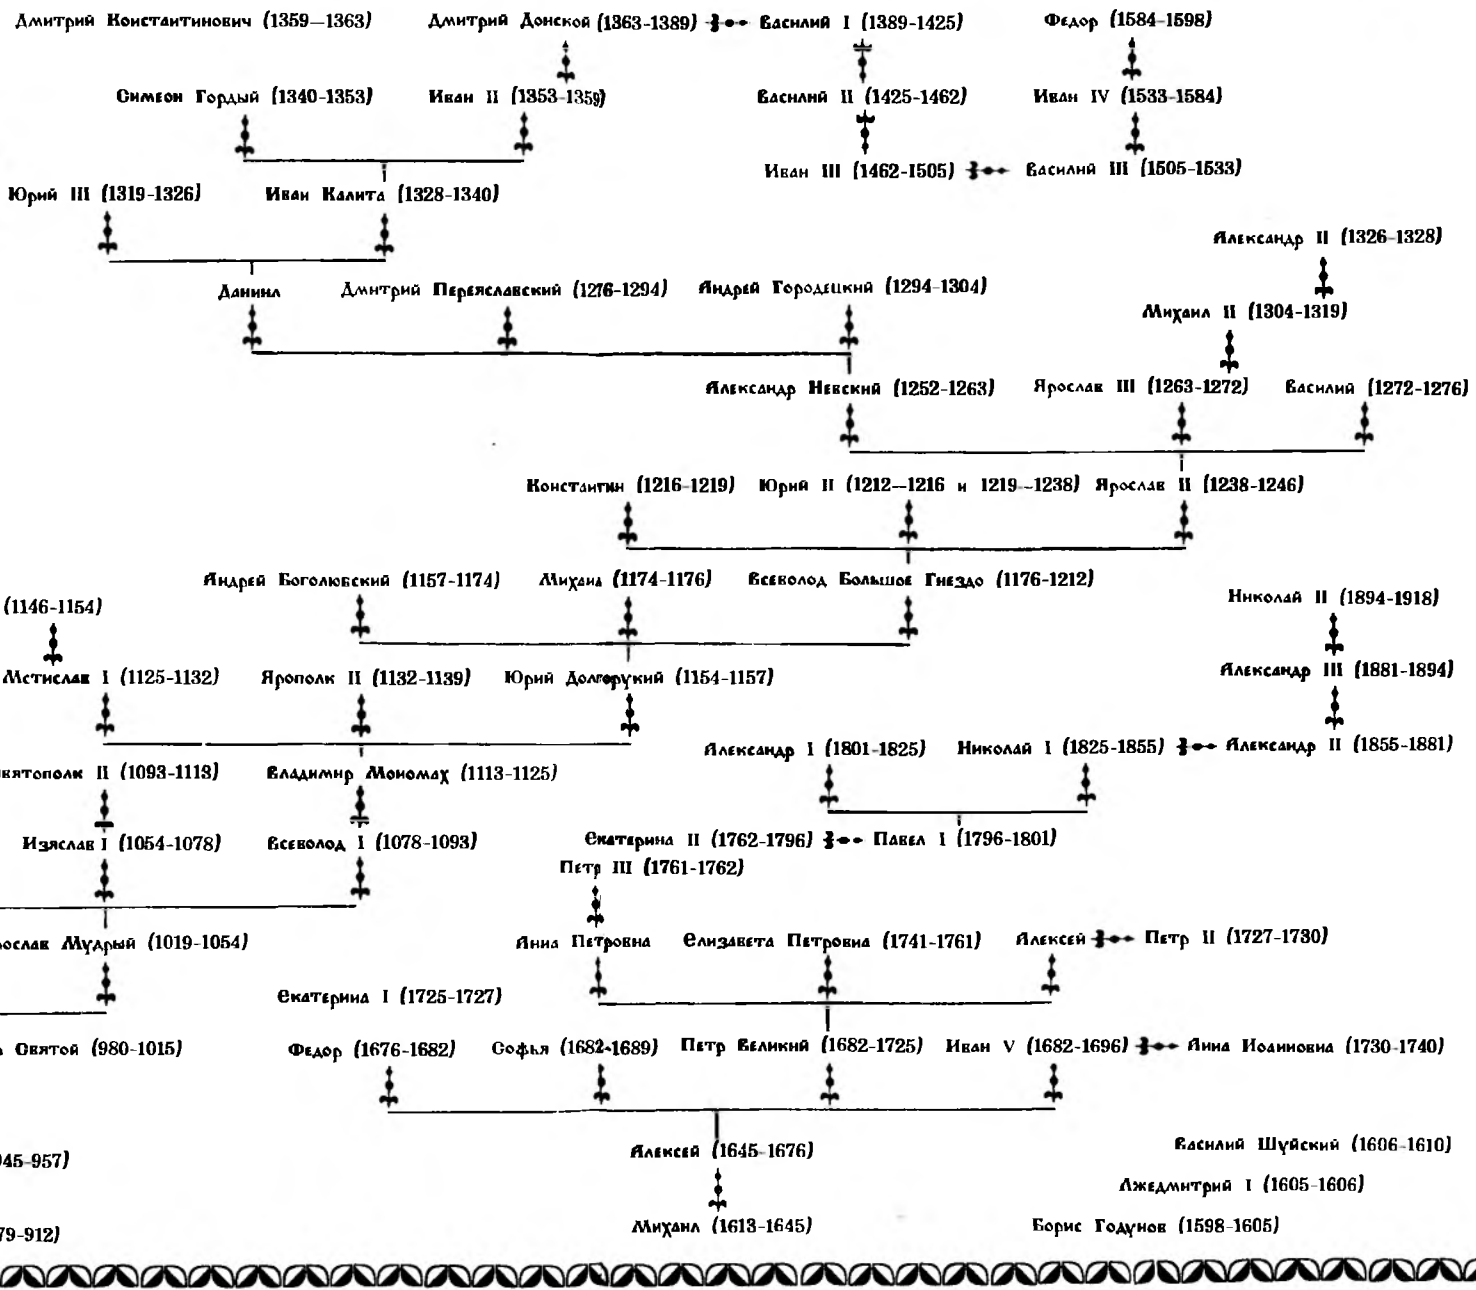 Дмитрий Константинович (1359—1363) Дмитрий Донской (1363-1389) Василий I (1389-1425) Федор (1584-1598)
Симеон Гордый (1340-1353) Иван II (1353-1359) Василий II (1425-1462) Иван IV (1533-1584)
Иван III (1462-1505) Василий III (1505-1533)
Юрий III (1319-1326) Иван Калита (1328-1340)
Александр II (1326-1328)
Даниил Дмитрий Переяславский (1276-1294) Андрей Городецкий (1294-1304)
Михаил II (1304-1319)
Александр Невский (1252-1263) Ярослав III (1263-1272) Василий (1272-1276)
Константин (1216-1219) Юрий II (1212—1216 и 1219—1238) Ярослав II (1238-1246)
Андрей Боголюбский (1157-1174) Михаил (1174-1176) Всеволод Большое Гнездо (1176-1212)
(1146-1154) Николай II (1894-1918)
Мстислав I (1125-1132) Ярополк II (1132-1139) Юрий Долгорукий (1154-1157) Александр III (1881-1894)
Александр I (1801-1825) Николай I (1825-1855) Александр II (1855-1881)
вятополк II (1093-1113) Владимир Мономах (1113-1125)
Изяслав I (1054-1078) Всеволод I (1078-1093) Екатерина II (1762-1796) Павел I (1796-1801)
Петр III (1761-1762)
ослав Мудрый (1019-1054) Анна Петровна Елизавета Петровна (1741-1761) Алексей Петр II (1727-1730)
Екатерина I (1725-1727)
Святой (980-1015) Федор (1676-1682) Софья (1682-1689) Петр Великий (1682-1725) Иван V (1682-1696) Анна Иоанновна (1730-1740)
Алексей (1645-1676) Василий Шуйский (1606-1610)
45-957)
Лжедмитрий I (1605-1606)
79-912) Михаил (1613-1645) Борис Годунов (1598-1605)